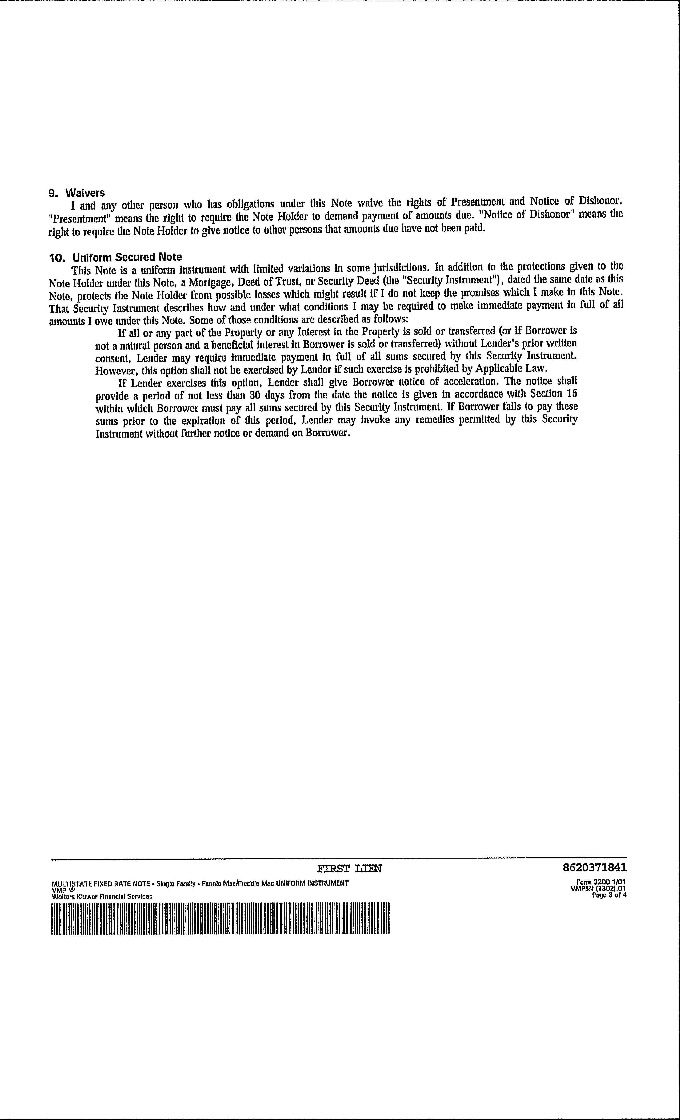 9. Waivers
I and any other person who has obligations under this Note waive the rights of Presentment and Notice of Dishonor.
"Presentment" means the right to require the Note Holder to demand payment of amounts due. "Notice of Dishonor" means the
right to require the Note Holder to give notice to other persons that amounts due have not been paid.
10. Uniform Secured Note
This Note is a uniform instrument with limited variations in some jurisdictions. In addition to the protections given to the
Note Holder under this Note, a Mortgage, Deed of Trust, or Security Deed (the "Security Instrument"), dated the same date as this
Note, protects the Note Holder from possible losses which might result if I do not keep the promises which I make in this Note.
That Security Instrument describes how and under what conditions I may be required to make immediate payment in full of all
amounts I owe under this Note. Some of those conditions are described as follows:
If all or any part of the Property or any Interest in the Property is sold or transferred (or if Borrower is
not a natural person and a beneficial interest in Borrower is sold or transferred) without Lender's prior written
consent, Lender may require immediate payment in full of all sums secured by this Security Instrument.
However, this option shall not be exercised by Lender if such exercise is prohibited by Applicable Law.
If Lender exercises this option, Lender shall give Borrower notice of acceleration. The notice shall
provide a period of not less than 30 days from the date the notice is given in accordance with Section 15
within which Borrower must pay all sums secured by this Security Instrument. If Borrower fails to pay these
sums prior to the expiration of this period, Lender may invoke any remedies permitted by this Security
Instrument without further notice or demand on Borrower.
FIRST LIEN
8620371841
MULTISTATE FIXED RATE NOTE - Single Family - Fannie Mae/Freddie Mac UNIFORM INSTRUMENT
Form 3200 1/01
VMP ®
VMP5N (1302).01
Wolters Kluwer Financial Services
Page 3 of 4